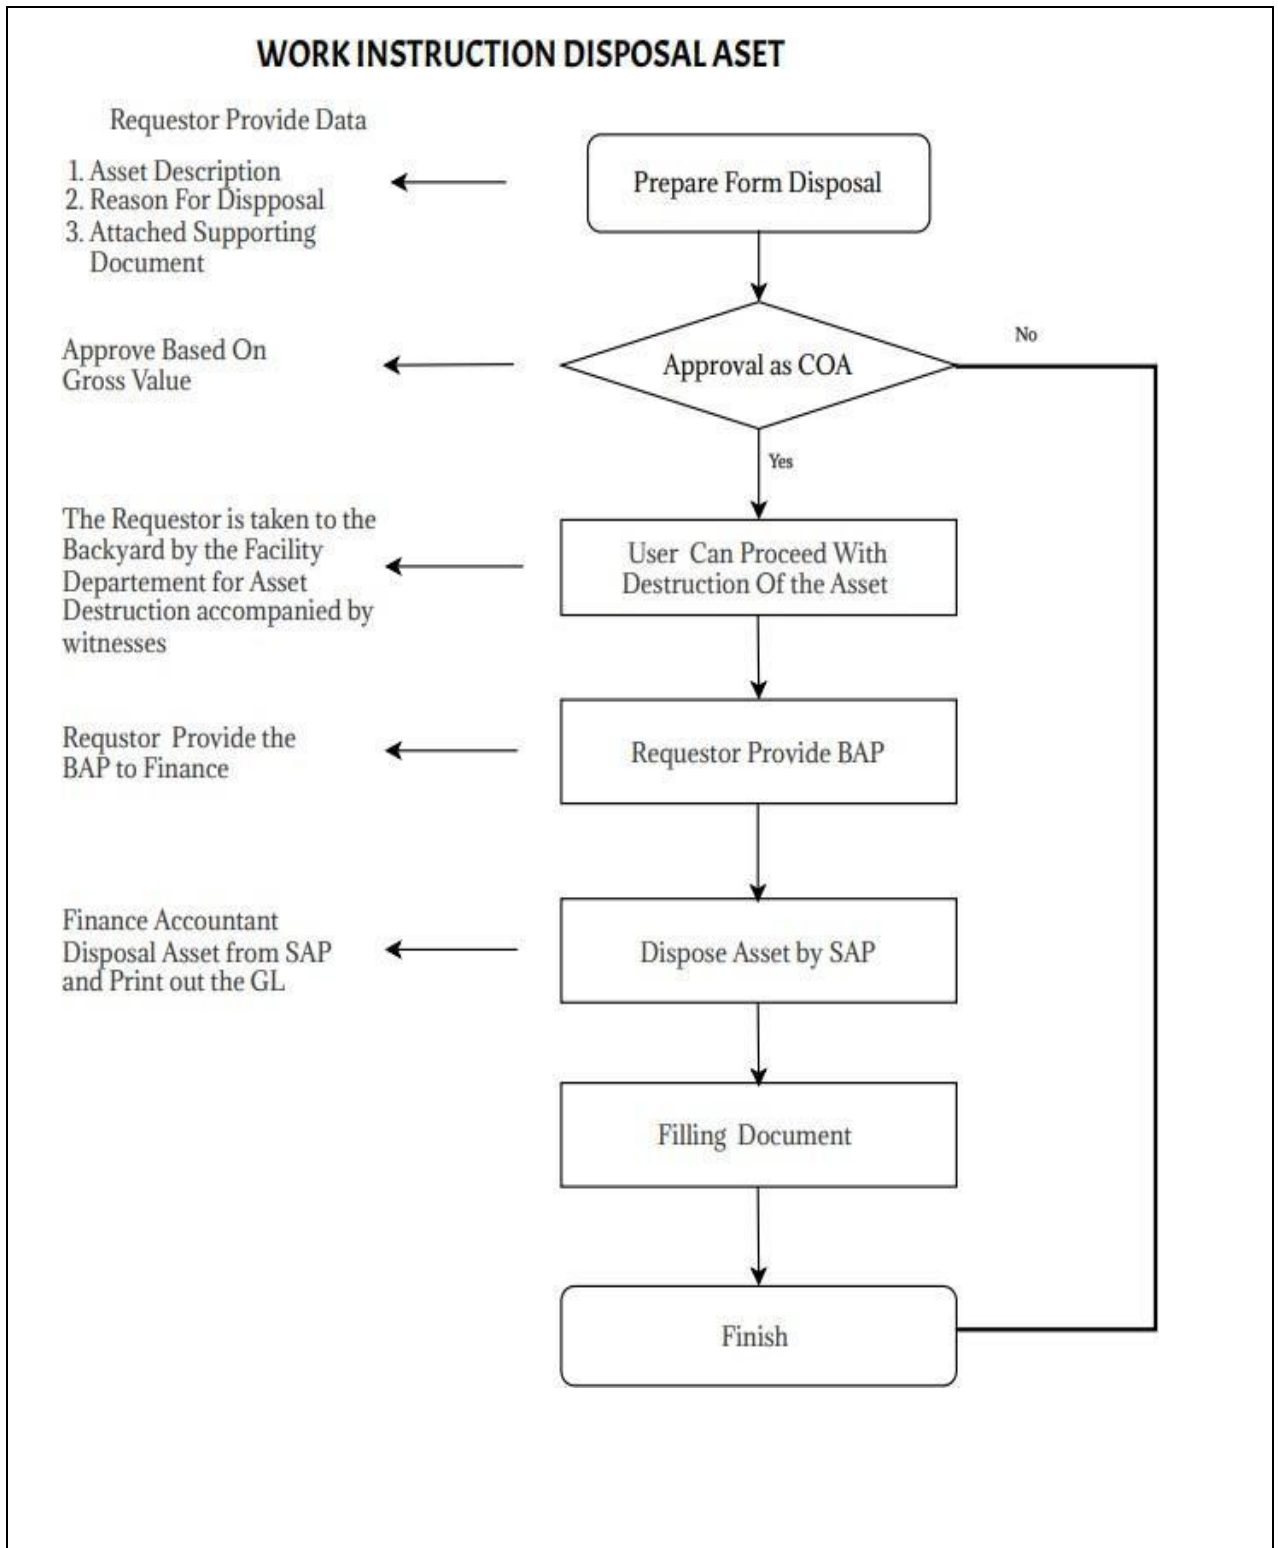 WORK INSTRUCTION DISPOSAL ASET
Requestor Provide Data
1. Asset Description
2. Reason For Dispposal
3. Attached Supporting
Document
Prepare Form Disposal
Approve Based On
Gross Value
Approval as COA
No
Yes
The Requestor is taken to the
Backyard by the Facility
Departement for Asset
Destruction accompanied by
witnesses
User Can Proceed With
Destruction Of the Asset
Requstor Provide the
BAP to Finance
Requestor Provide BAP
Finance Accountant
Disposal Asset from SAP
and Print out the GL
Dispose Asset by SAP
Filling Document
Finish